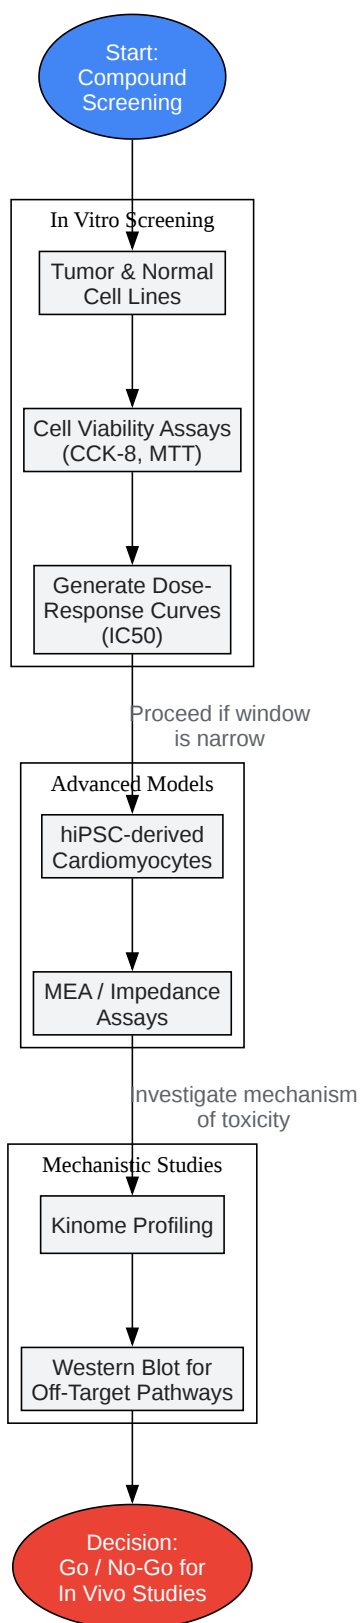 Start:
Compound
Screening
In Vitro Screening
Tumor & Normal
Cell Lines
Cell Viability Assays
(CCK-8, MTT)
Generate Dose-
Response Curves
(IC50)
Proceed if window
is narrow
Advanced Models
hiPSC-derived
Cardiomyocytes
MEA / Impedance
Assays
Investigate mechanism
of toxicity
Mechanistic Studies
Kinome Profiling
Western Blot for
Off-Target Pathways
Decision:
Go / No-Go for
In Vivo Studies